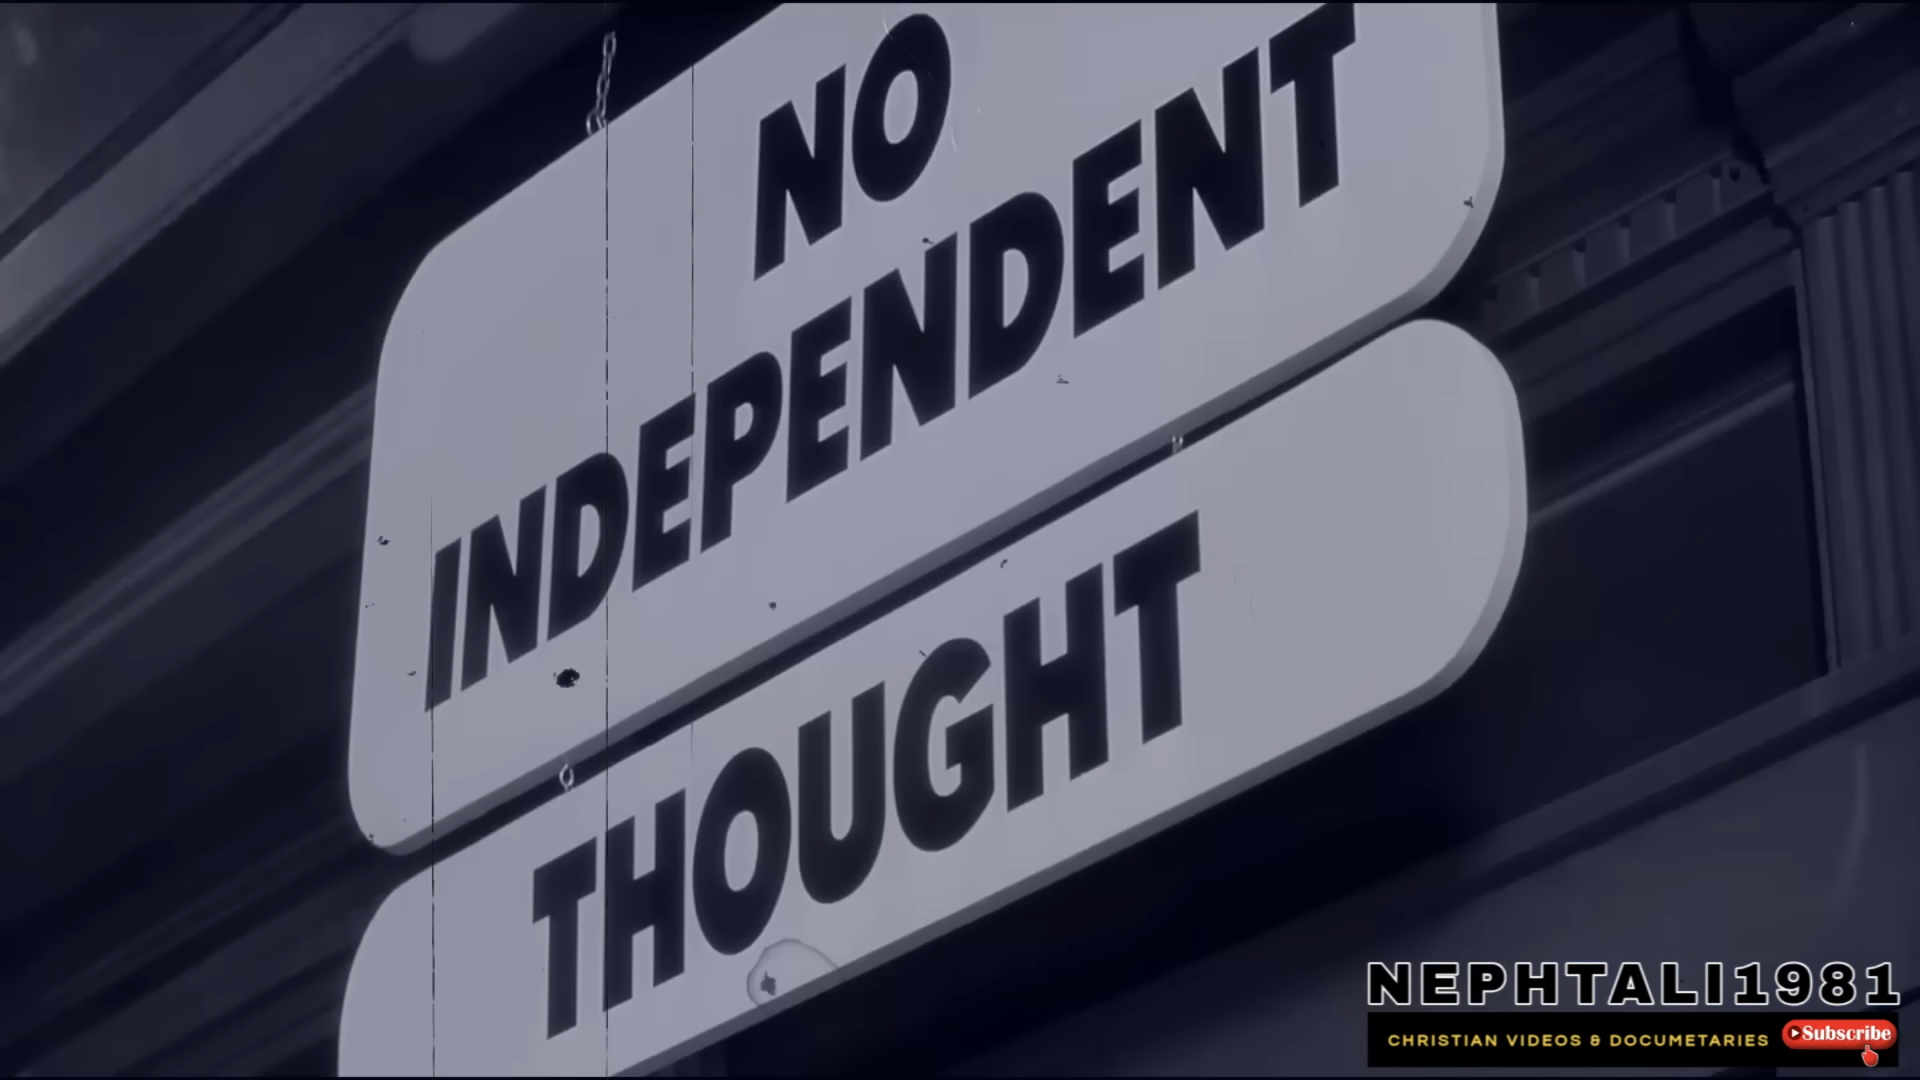 NO
INDEPENDENT
THOUGHT
NEPHTALI1981
CHRISTIAN VIDEOS & DOCUMETARIES
Subscribe